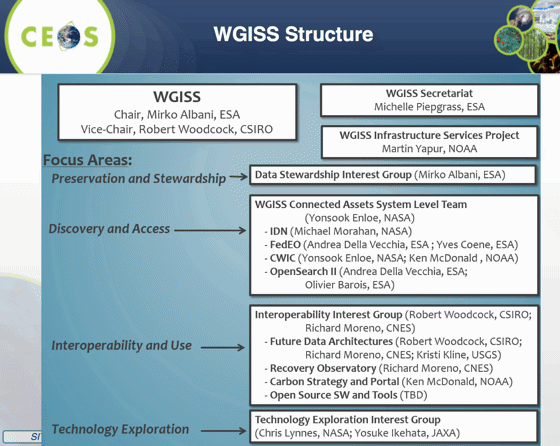 CEOS
WGISS Structure
WGISS
Chair, Mirko Albani, ESA
Vice-Chair, Robert Woodcock, CSIRO
WGISS Secretariat
Michelle Piepgrass, ESA
WGISS Infrastructure Services Project
Martin Yapur, NOAA
Focus Areas:
Preservation and Stewardship
Data Stewardship Interest Group (Mirko Albani, ESA)
Discovery and Access
WGISS Connected Assets System Level Team
(Yonsook Enloe, NASA)
- IDN (Michael Morahan, NASA)
- FedEO (Andrea Della Vecchia, ESA ; Yves Coene, ESA)
- CWIC (Yonsook Enloe, NASA; Ken McDonald , NOAA)
- OpenSearch II (Andrea Della Vecchia, ESA;
Olivier Barois, ESA)
Interoperability and Use
Interoperability Interest Group (Robert Woodcock, CSIRO;
Richard Moreno, CNES)
- Future Data Architectures (Robert Woodcock, CSIRO;
Richard Moreno, CNES; Kristi Kline, USGS)
- Recovery Observatory (Richard Moreno, CNES)
- Carbon Strategy and Portal (Ken McDonald, NOAA)
- Open Source SW and Tools (TBD)
Technology Exploration
Technology Exploration Interest Group
(Chris Lynnes, NASA; Yosuke Ikehata, JAXA)